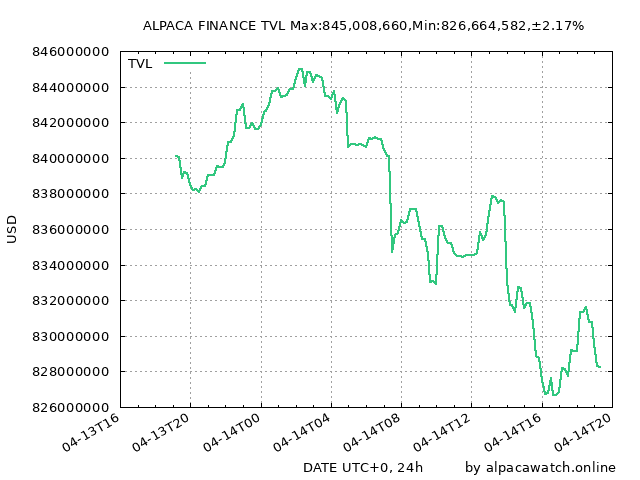 ALPACA FINANCE TVL Max:845,008,660,Min:826,664,582,±2.17%
TVL
846000000
844000000
842000000
840000000
838000000
836000000
834000000
832000000
830000000
828000000
826000000
USD
04-13T16
04-13T20
04-14T00
04-14T04
04-14T08
04-14T12
04-14T16
04-14T20
DATE UTC+0, 24h
by alpacawatch.online